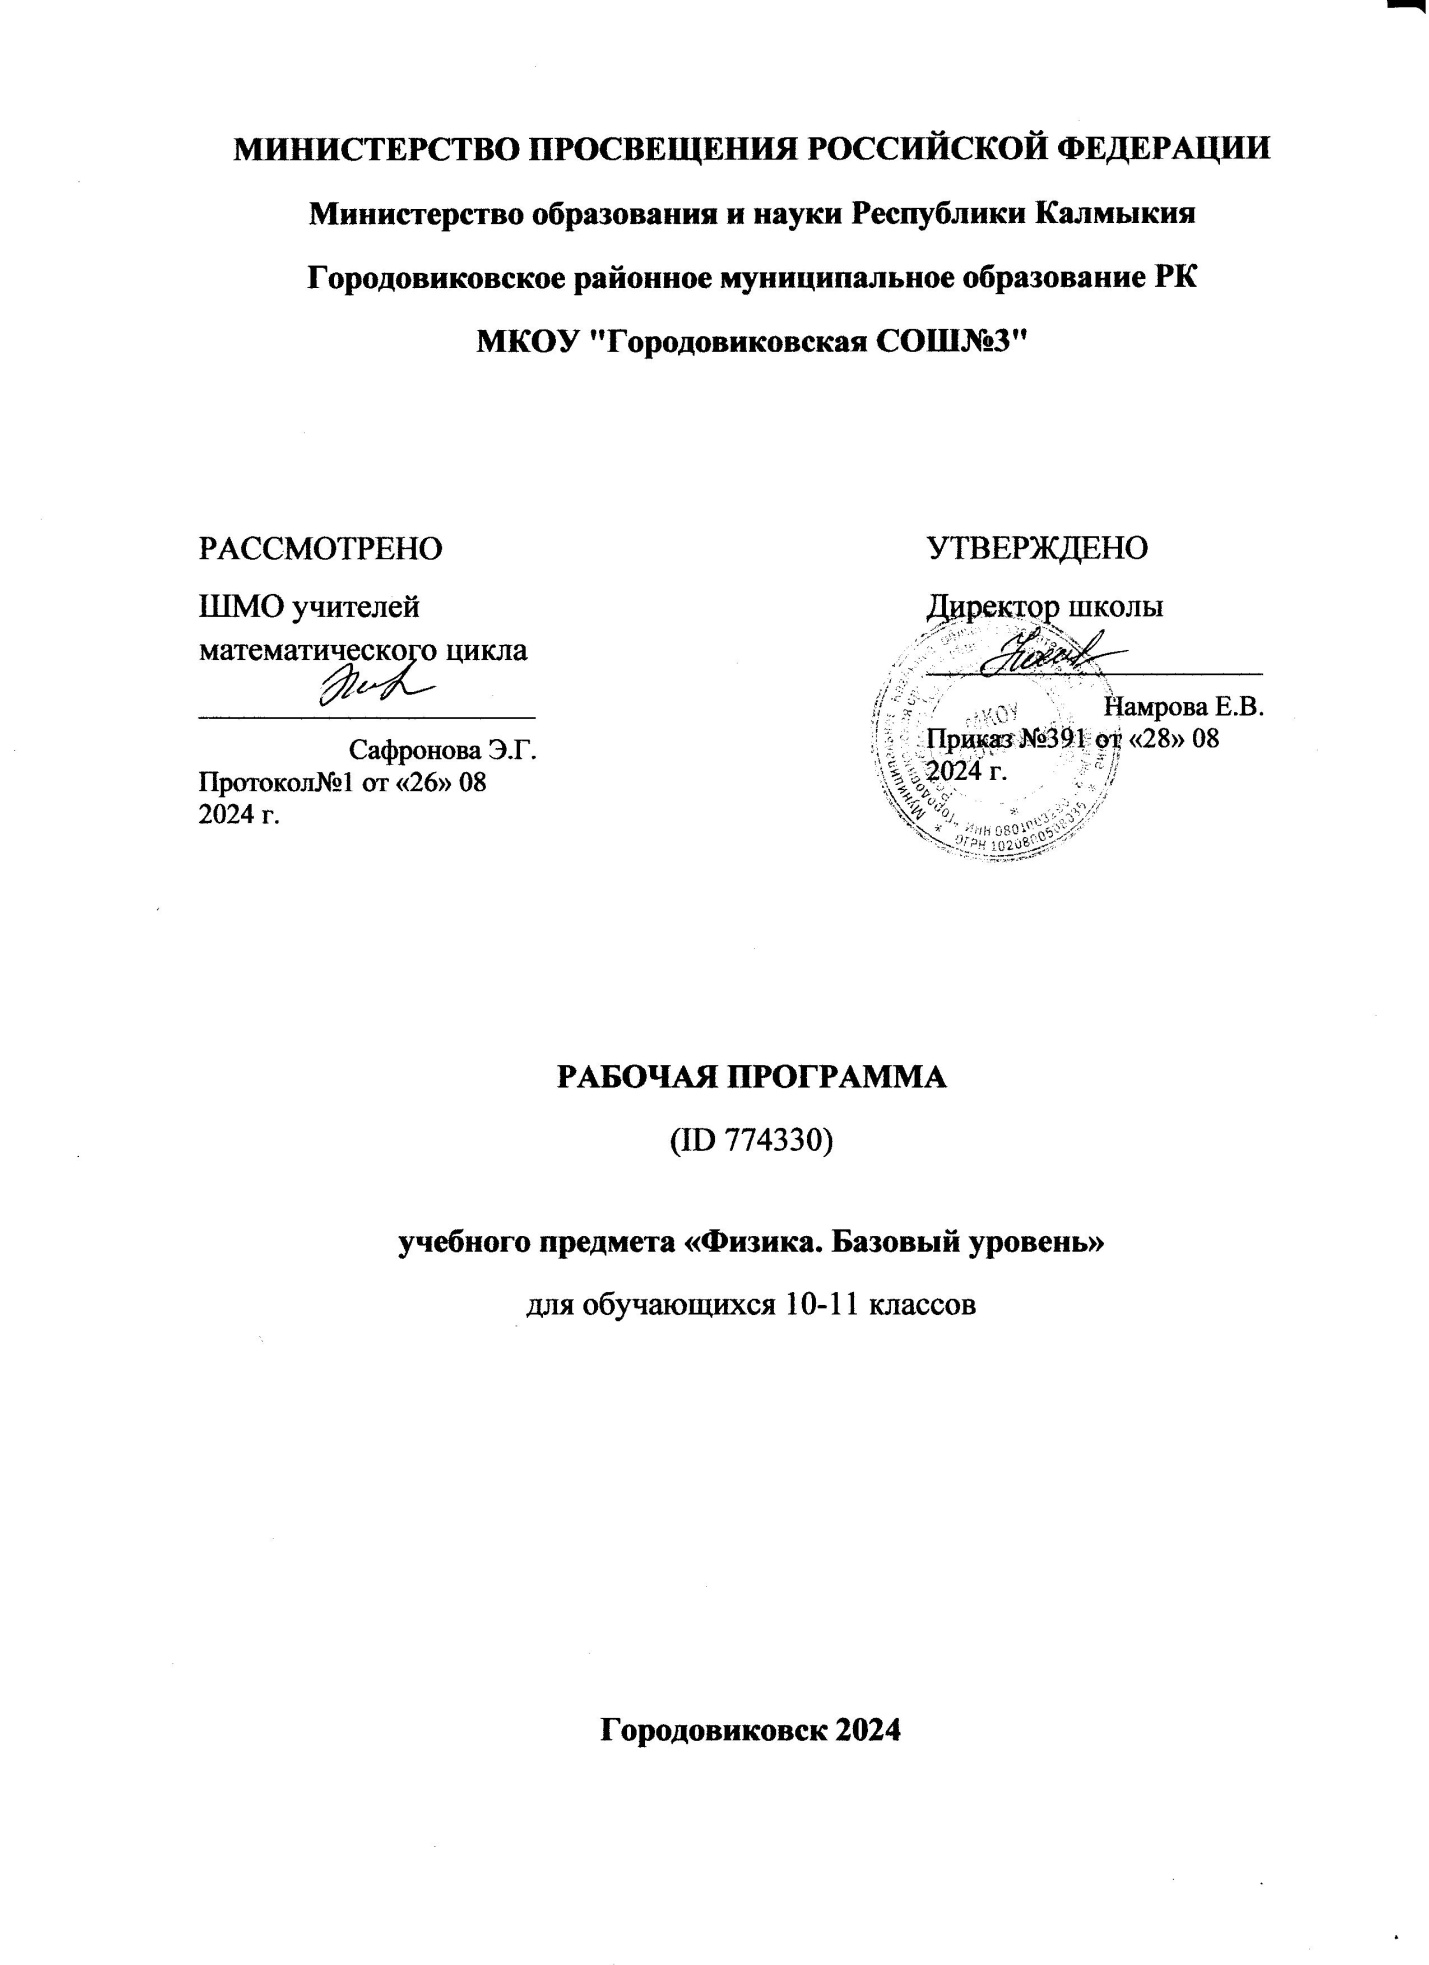 МИНИСТЕРСТВО ПРОСВЕЩЕНИЯ РОССИЙСКОЙ ФЕДЕРАЦИИ
Министерство образования и науки Республики Калмыкия
Городовиковское районное муниципальное образование РК
МКОУ "Городовиковская СОШ№3"
РАССМОТРЕНО
ШМО учителей
математического цикла
Сафронова Э.Г.
Протокол№1 от «26» 08
2024 г.
УТВЕРЖДЕНО
Директор школы
Намрова Е.В.
Приказ №391 от «28» 08
2024 г.
МКОУ
РАБОЧАЯ ПРОГРАММА
(ID 774330)
учебного предмета «Физика. Базовый уровень»
для обучающихся 10-11 классов
Городовиковск 2024